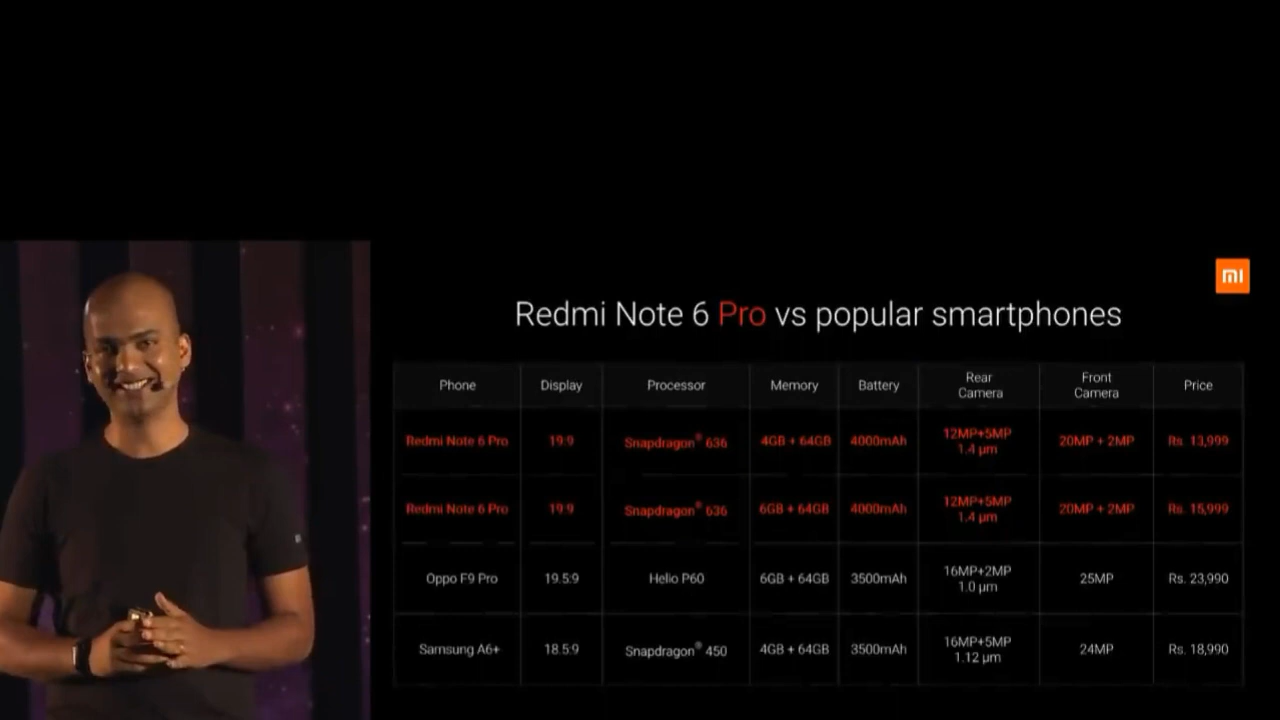 mi
Redmi Note 6 Pro vs popular smartphones
Phone Display Processor Memory Battery Rear Camera Front Camera Price
Redmi Note 6 Pro 19:9 Snapdragon® 636 4GB + 64GB 4000mAh 12MP+5MP 1.4 μm 20MP + 2MP Rs. 13,999
Redmi Note 6 Pro 19:9 Snapdragon® 636 6GB + 64GB 4000mAh 12MP+5MP 1.4 μm 20MP + 2MP Rs. 15,999
Oppo F9 Pro 19.5:9 Helio P60 6GB + 64GB 3500mAh 16MP+2MP 1.0 μm 25MP Rs. 23,990
Samsung A6+ 18.5:9 Snapdragon® 450 4GB + 64GB 3500mAh 16MP+5MP 1.12 μm 24MP Rs. 18,990